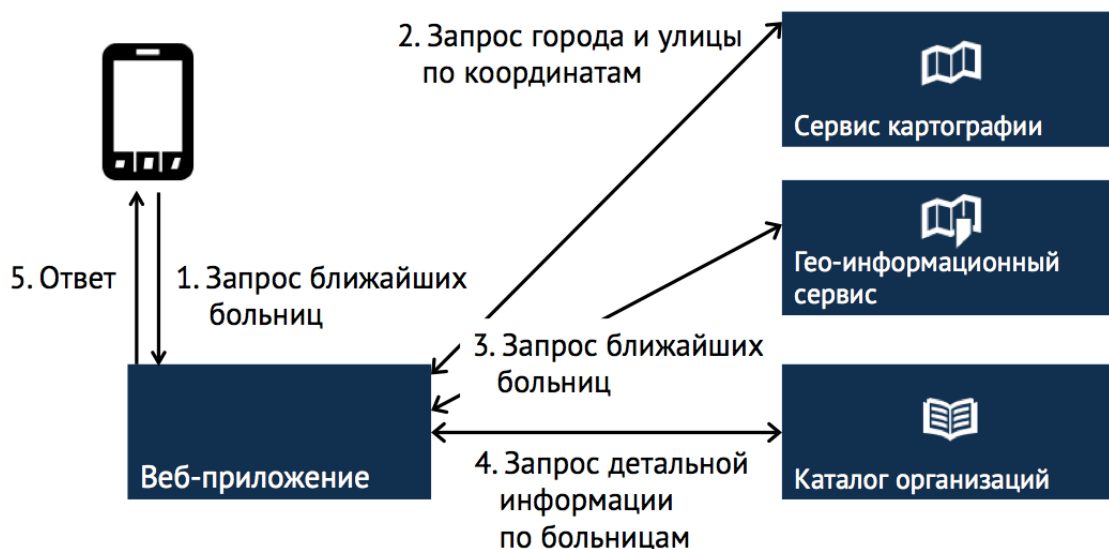 2. Запрос города и улицы
по координатам
Сервис картографии
Гео-информационный
сервис
5. Ответ
1. Запрос ближайших
больниц
3. Запрос ближайших
больниц
Веб-приложение
4. Запрос детальной
информации
по больницам
Каталог организаций